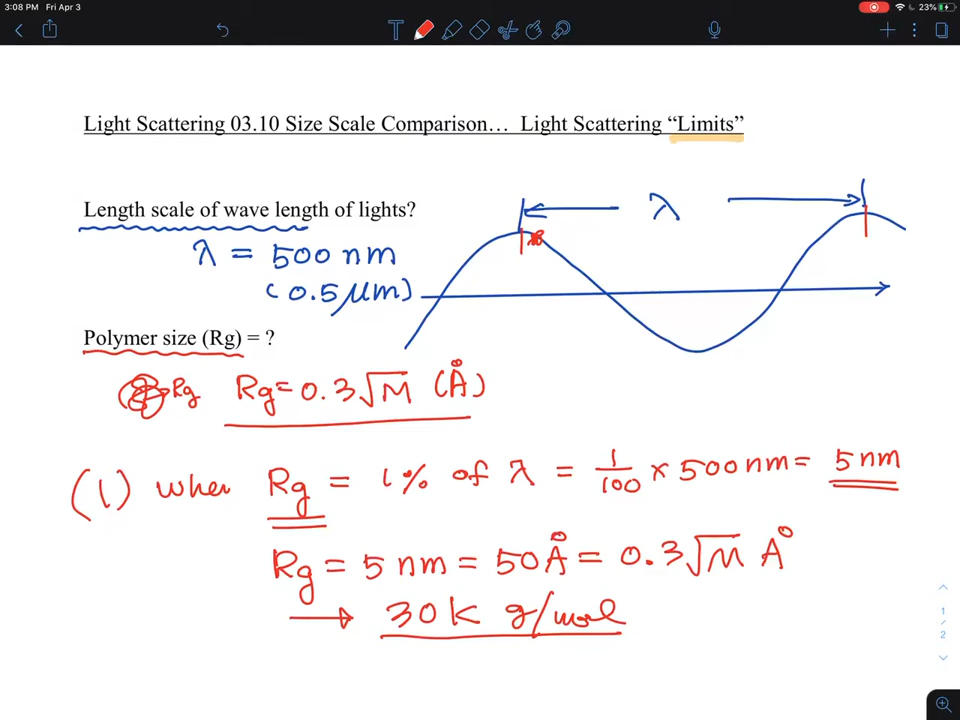 3:08 PM Fri Apr 3
23%
Light Scattering 03.10 Size Scale Comparison… Light Scattering “Limits”
Length scale of wave length of lights?
λ
λ = 500 nm
(0.5 μm)
Polymer size (Rg) = ?
Rg Rg = 0.3 √M (Å)
(1) when Rg = 1% of λ = 1/100 × 500 nm = 5 nm
Rg = 5 nm = 50 Å = 0.3 √M Å
→ 30K g/mol
1
/
2